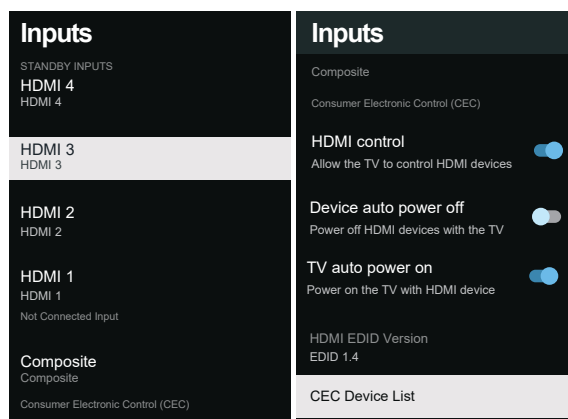 Inputs
STANDBY INPUTS
HDMI 4
HDMI 4
HDMI 3
HDMI 3
HDMI 2
HDMI 2
HDMI 1
HDMI 1
Not Connected Input
Composite
Composite
Consumer Electronic Control (CEC)
Inputs
Composite
Consumer Electronic Control (CEC)
HDMI control
Allow the TV to control HDMI devices
Device auto power off
Power off HDMI devices with the TV
TV auto power on
Power on the TV with HDMI device
HDMI EDID Version
EDID 1.4
CEC Device List